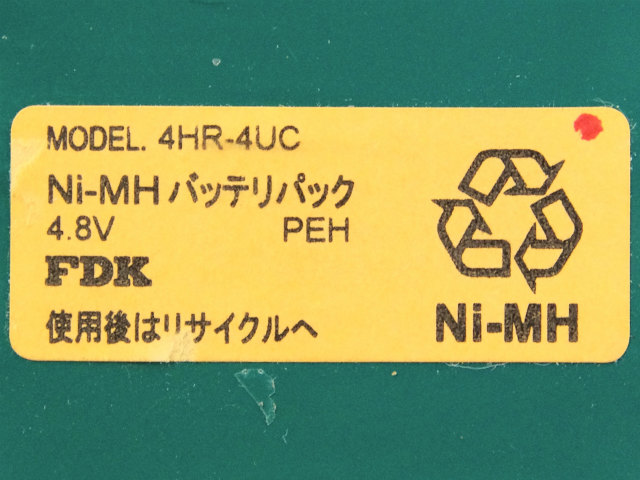 MODEL. 4HR-4UC
Ni-MH バッテリパック
4.8V PEH
FDK
使用後はリサイクルへ
Ni-MH